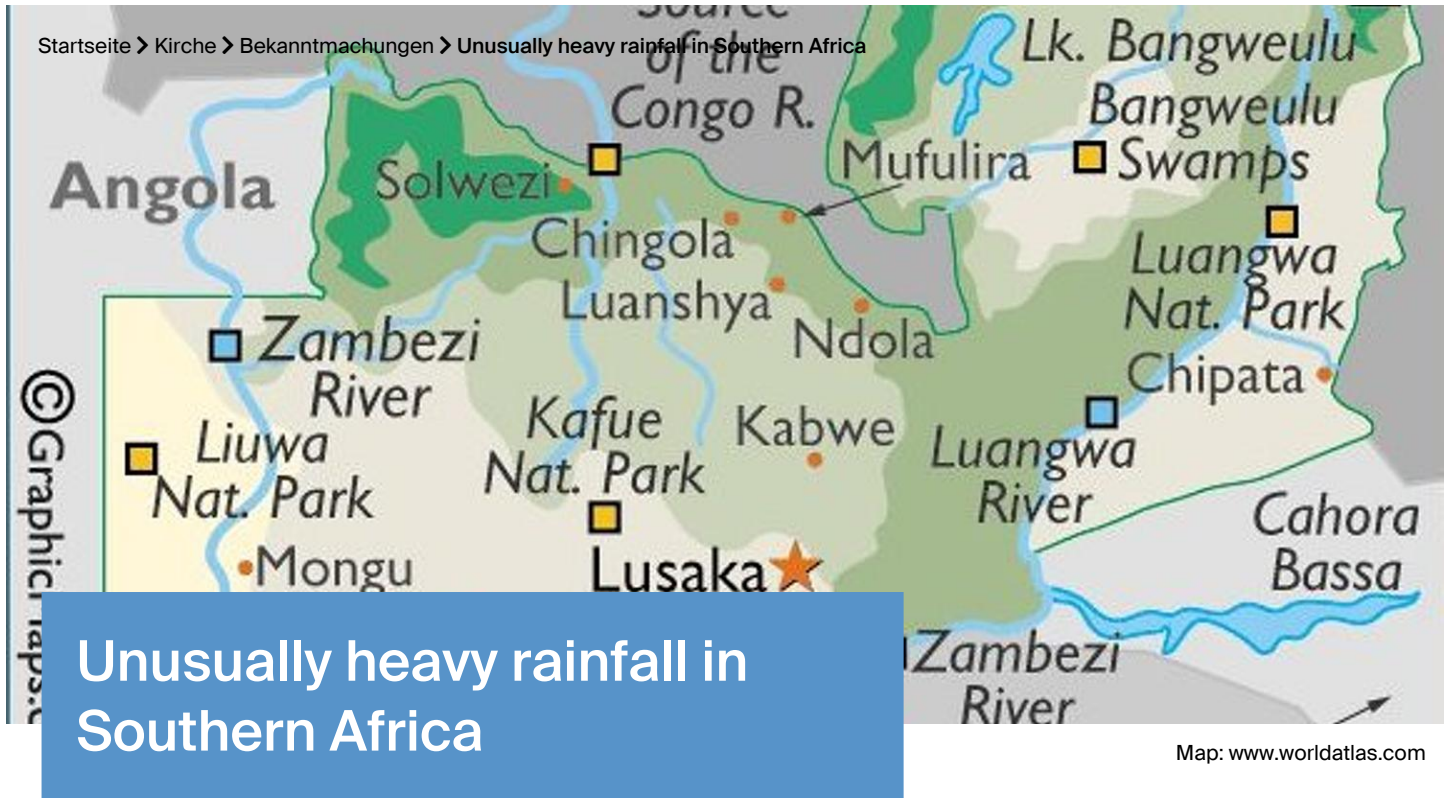 Source
of the
Congo R.
Startseite > Kirche > Bekanntmachungen > Unusually heavy rainfall in Southern Africa
Lk. Bangweulu
Bangweulu
Swamps
Angola
Solwezi
Mufulira
Chingola
Luangwa
Nat. Park
Luanshya
Ndola
Zambezi
River
Chipata
Liuwa
Nat. Park
Kafue
Nat. Park
Kabwe
Luangwa
River
Cahora
Bassa
©GraphicMaps.c
Mongu
Lusaka
Zambezi
River
Unusually heavy rainfall in
Southern Africa
Map: www.worldatlas.com